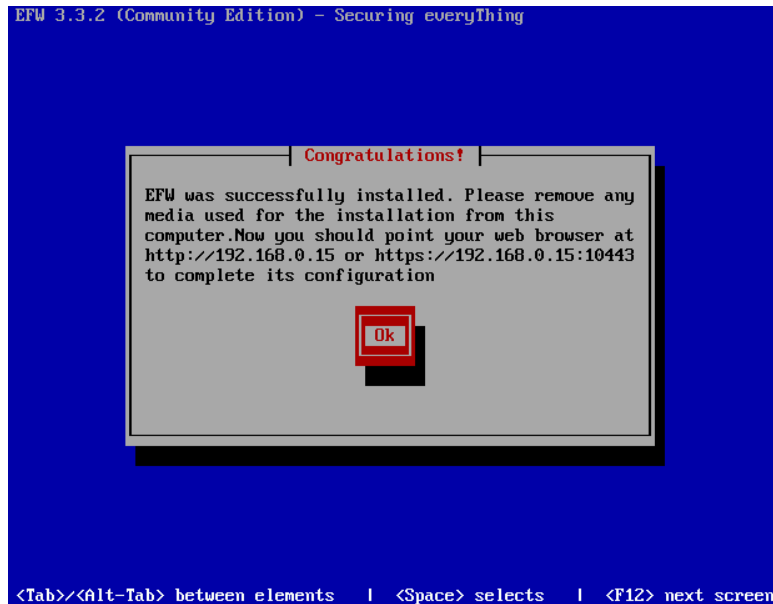 EFW 3.3.2 (Community Edition) - Securing everyThing
Congratulations!
EFW was successfully installed. Please remove any
media used for the installation from this
computer.Now you should point your web browser at
http://192.168.0.15 or https://192.168.0.15:10443
to complete its configuration
Ok
<Tab>/<Alt-Tab> between elements | <Space> selects | <F12> next screen